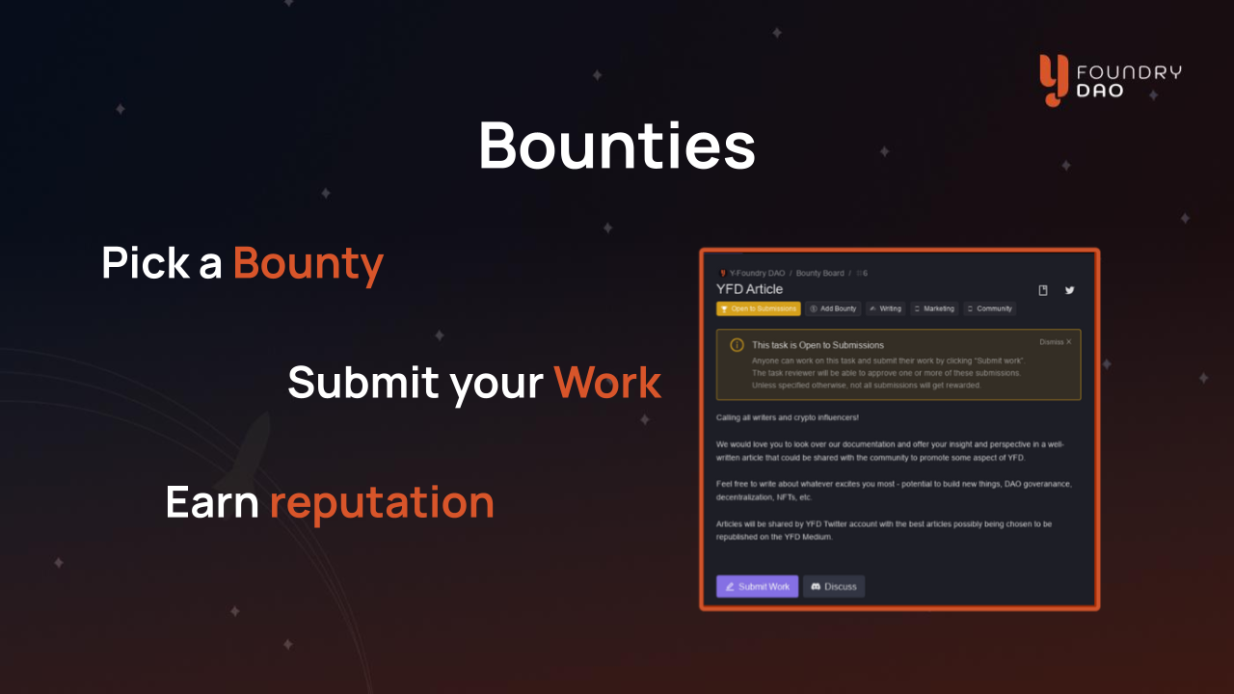 FOUNDRY
DAO
Bounties
Pick a Bounty
Submit your Work
Earn reputation
Y-Foundry DAO / Bounty Board / 6
YFD Article
Open to Submissions Add Bounty Writing Marketing Community
This task is Open to Submissions Dismiss X
Anyone can work on this task and submit their work by clicking "Submit work".
The task reviewer will be able to approve one or more of these submissions.
Unless specified otherwise, not all submissions will get rewarded.
Calling all writers and crypto influencers!
We would love you to look over our documentation and offer your insight and perspective in a well-
written article that could be shared with the community to promote some aspect of YFD.
Feel free to write about whatever excites you most - potential to build new things, DAO goveranance,
decentralization, NFTs, etc.
Articles will be shared by YFD Twitter account with the best articles possibly being chosen to be
republished on the YFD Medium.
Submit Work Discuss